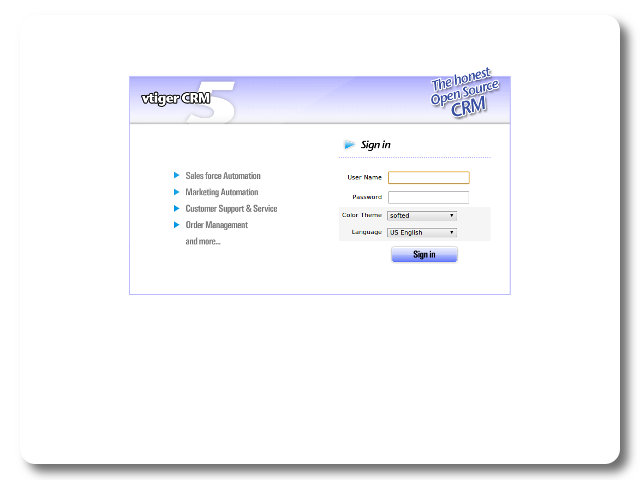 vtiger CRM 5
The honest
Open Source
CRM
Sign in
Sales force Automation
Marketing Automation
Customer Support & Service
Order Management
and more...
User Name
Password
Color Theme softed
Language US English
Sign in